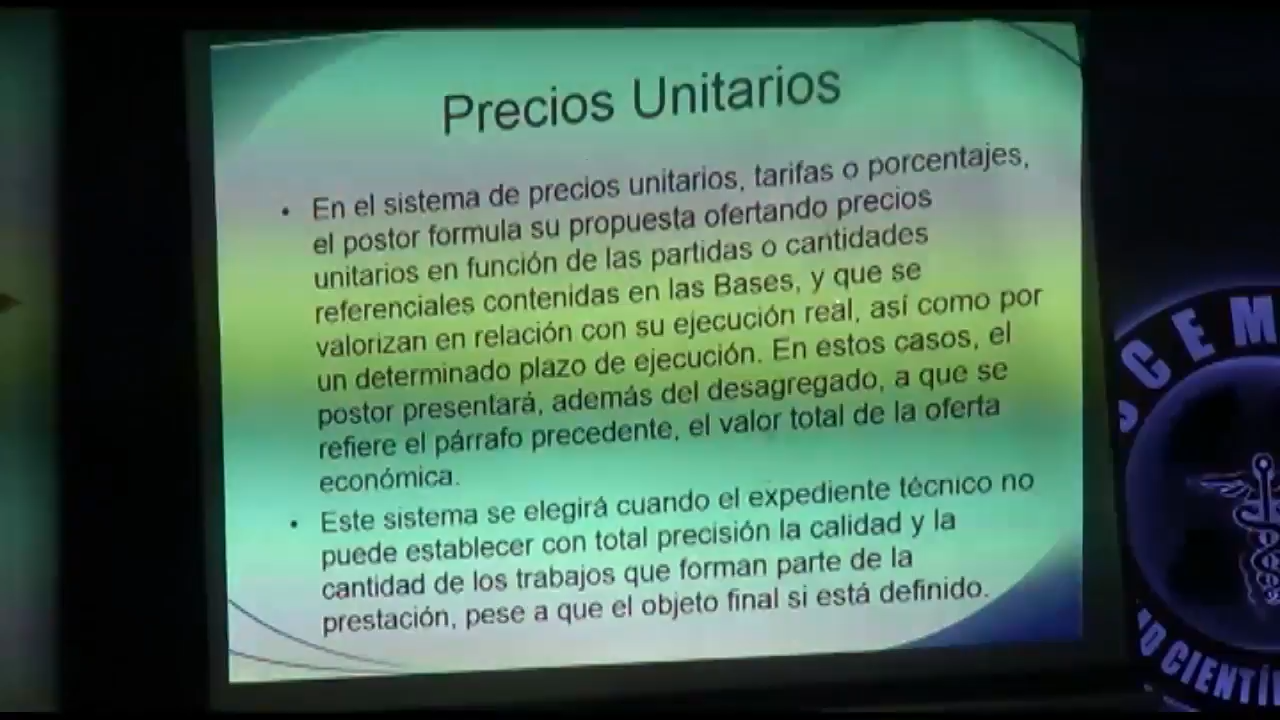 Precios Unitarios
• En el sistema de precios unitarios, tarifas o porcentajes,
el postor formula su propuesta ofertando precios
unitarios en función de las partidas o cantidades
referenciales contenidas en las Bases, y que se
valorizan en relación con su ejecución real, así como por
un determinado plazo de ejecución. En estos casos, el
postor presentará, además del desagregado, a que se
refiere el párrafo precedente, el valor total de la oferta
económica.
• Este sistema se elegirá cuando el expediente técnico no
puede establecer con total precisión la calidad y la
cantidad de los trabajos que forman parte de la
prestación, pese a que el objeto final si está definido.
CEM
CIENTÍ